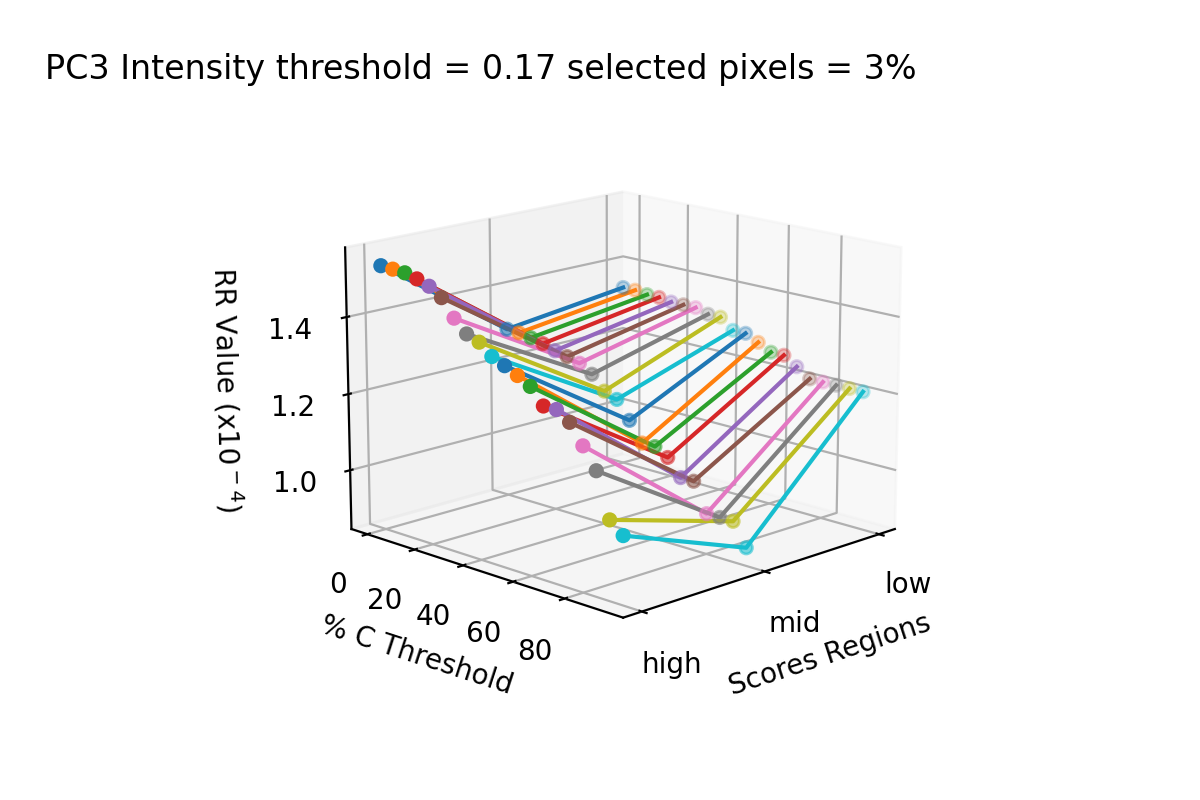 PC3 Intensity threshold = 0.17 selected pixels = 3%
RR Value (x10⁻⁴)
1.4
1.2
1.0
0
20
40
60
80
% C Threshold
high
mid
low
Scores Regions